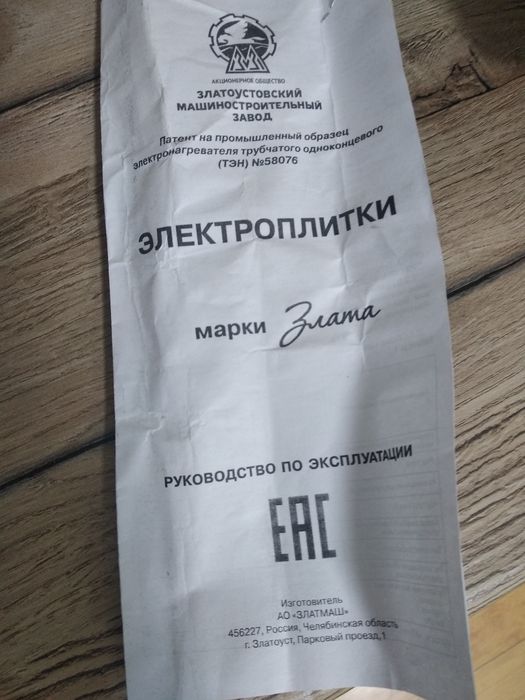 АКЦИОНЕРНОЕ ОБЩЕСТВО
ЗЛАТОУСТОВСКИЙ
МАШИНОСТРОИТЕЛЬНЫЙ
ЗАВОД
Патент на промышленный образец
электронагревателя трубчатого одноконцевого
(ТЭН) №58076
ЭЛЕКТРОПЛИТКИ
марки Злата
РУКОВОДСТВО ПО ЭКСПЛУАТАЦИИ
ЕАС
Изготовитель
АО «ЗЛАТМАШ»
456227, Россия, Челябинская область
г. Златоуст, Парковый проезд,1